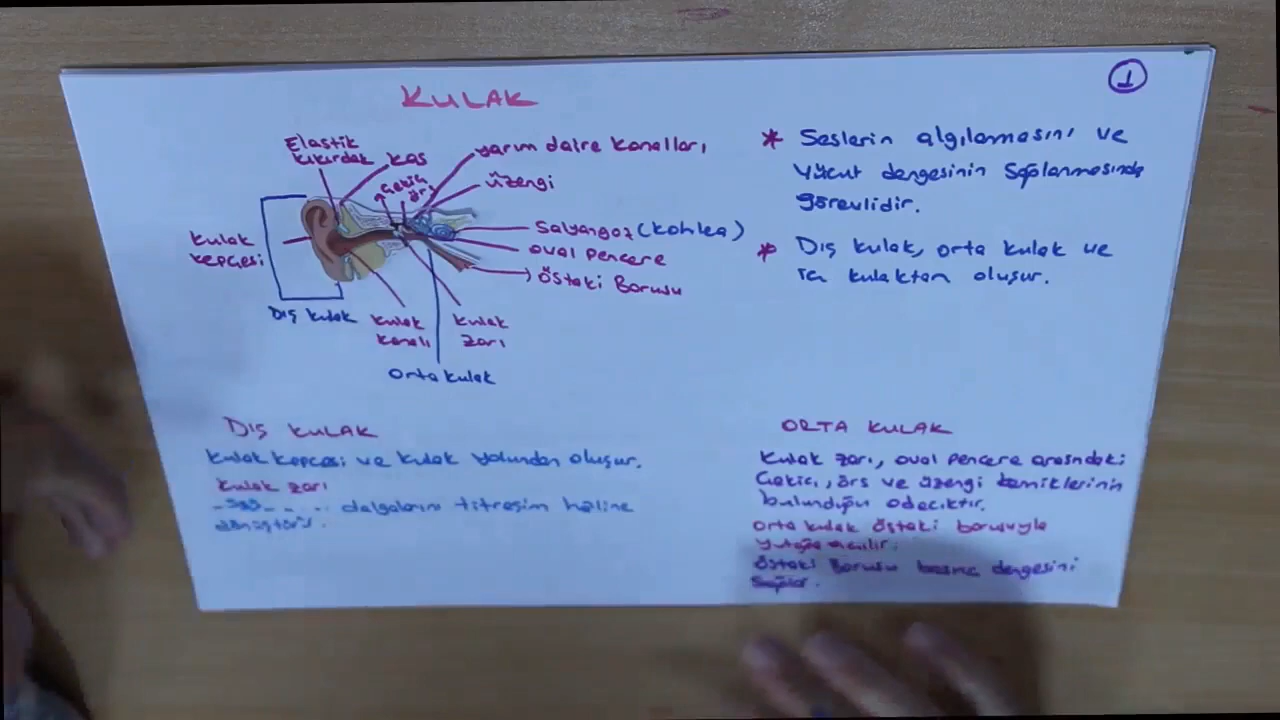 1
KULAK
Elastik
kıkırdak
kas
Çekiç
örs
yarım daire kanalları
üzengi
Salyangoz (kohlea)
oval pencere
östaki Borusu
kulak
kepçesi
Dış kulak
kulak
kanalı
kulak
zarı
Orta kulak
* Seslerin algılanmasını ve
vücut dengesinin Sağlanmasında
görevlidir.
* Dış kulak, orta kulak ve
iç kulaktan oluşur.
DIŞ KULAK
Kulak kepçesi ve kulak yolundan oluşur.
kulak zarı
dalgalarını titreşim haline
dönüştürür.
ORTA KULAK
Kulak zarı, oval pencere arasındaki
Çekiç, örs ve üzengi kemiklerinin
bulunduğu odacıktır.
Orta kulak östaki borusuyla
yutağa açılır.
östaki Borusu basınç dengesini
Sağlar.